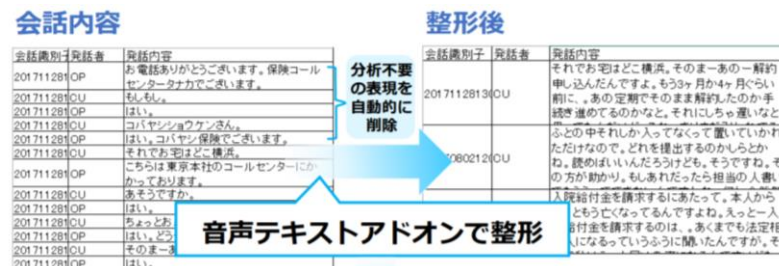 会話内容
会話識別子 発話者 発話内容
201711281 OP お電話ありがとうございます。保険コール
センタータナカでございます。
201711281 CU もしもし。
201711281 OP はい。
201711281 CU コバヤシショウケンさん。
201711281 OP はい。コバヤシ保険でございます。
201711281 CU それでお宅はどこ横浜。
201711281 OP こちらは東京本社のコールセンターにか
かっております。
201711281 CU あそうですか。
201711281 OP はい。
201711281 CU ちょっとお
201711281 OP はい。どう
201711281 CU そのまーあ
201711281 OP はい。
分析不要
の表現を
自動的に
削除
整形後
会話識別子 発話者 発話内容
2017112813 CU それでお宅はどこ横浜。そのまーあの一解約
申し込んだんですよ。もう3ヶ月か4ヶ月ぐらい
前に、。あの定期でそのまま解約したのか手
続き進めてるのかなと。それにしちゃ遅いなと
0802120 CU ふとの中それしか入ってなくって置いていかれ
ただけなので。どれを提出するのかしらとか
ね。読めばいいんだろうけども。そうですね。そ
の方が助かり。もしあれだったら担当の人書い
入院給付金を請求するにあたって。本人から
ともう亡くなってるんですよね。えっと一入
給付金を請求するのは、。あくまでも法定相
人になるっていうふうに聞いたんですが。そ
音声テキストアドオンで整形